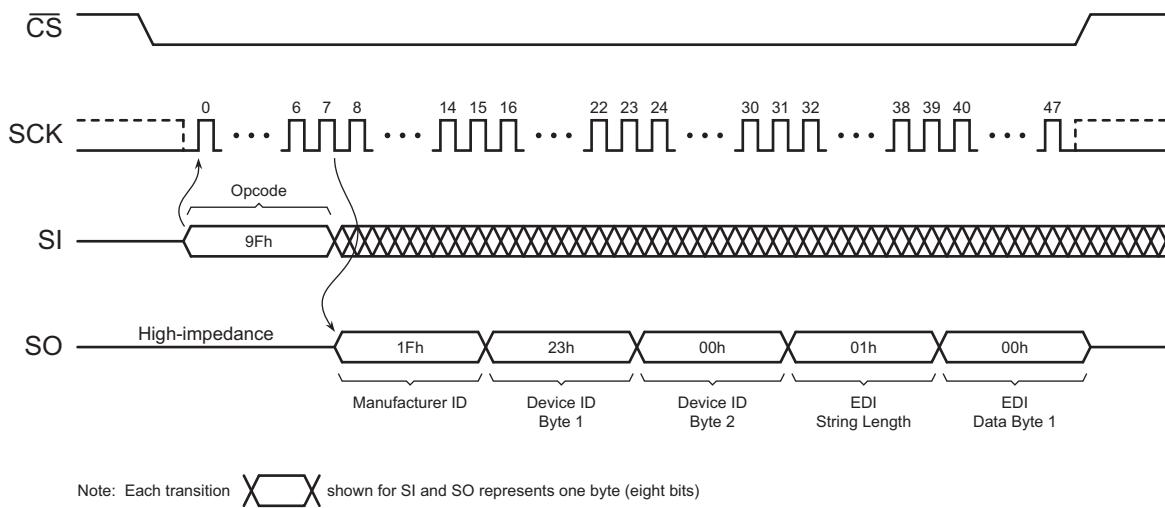 CS
SCK
0 6 7 8 14 15 16 22 23 24 30 31 32 38 39 40 47
Opcode
SI
9Fh
SO
High-impedance
1Fh 23h 00h 01h 00h
Manufacturer ID
Device ID
Byte 1
Device ID
Byte 2
EDI
String Length
EDI
Data Byte 1
Note: Each transition shown for SI and SO represents one byte (eight bits)